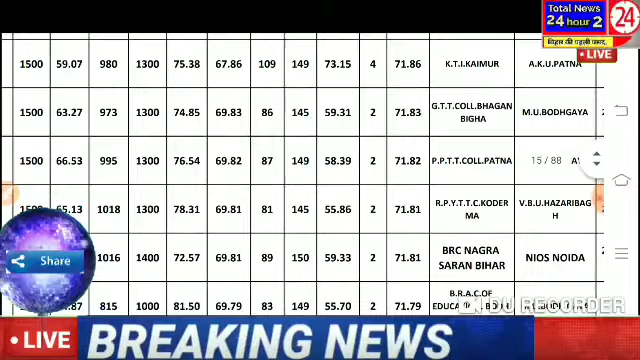 Total News
24 hour 2
24
बिहार की पहली पसंद,
LIVE
1500 59.07 980 1300 75.38 67.86 109 149 73.15 4 71.86 K.T.I.KAIMUR A.K.U.PATNA
1500 63.27 973 1300 74.85 69.83 86 145 59.31 2 71.83 G.T.T.COLL.BHAGAN BIGHA M.U.BODHGAYA
1500 66.53 995 1300 76.54 69.82 87 149 58.39 2 71.82 P.P.T.T.COLL.PATNA
15 / 88
65.13 1018 1300 78.31 69.81 81 145 55.86 2 71.81 R.P.Y.T.T.C.KODER MA V.B.U.HAZARIBAG H
1016 1400 72.57 69.81 89 150 59.33 2 71.81 BRC NAGRA SARAN BIHAR NIOS NOIDA
815 1000 81.50 69.79 83 149 55.70 2 71.79 B.R.A.C.OF
Share
DU RECORDER
LIVE BREAKING NEWS